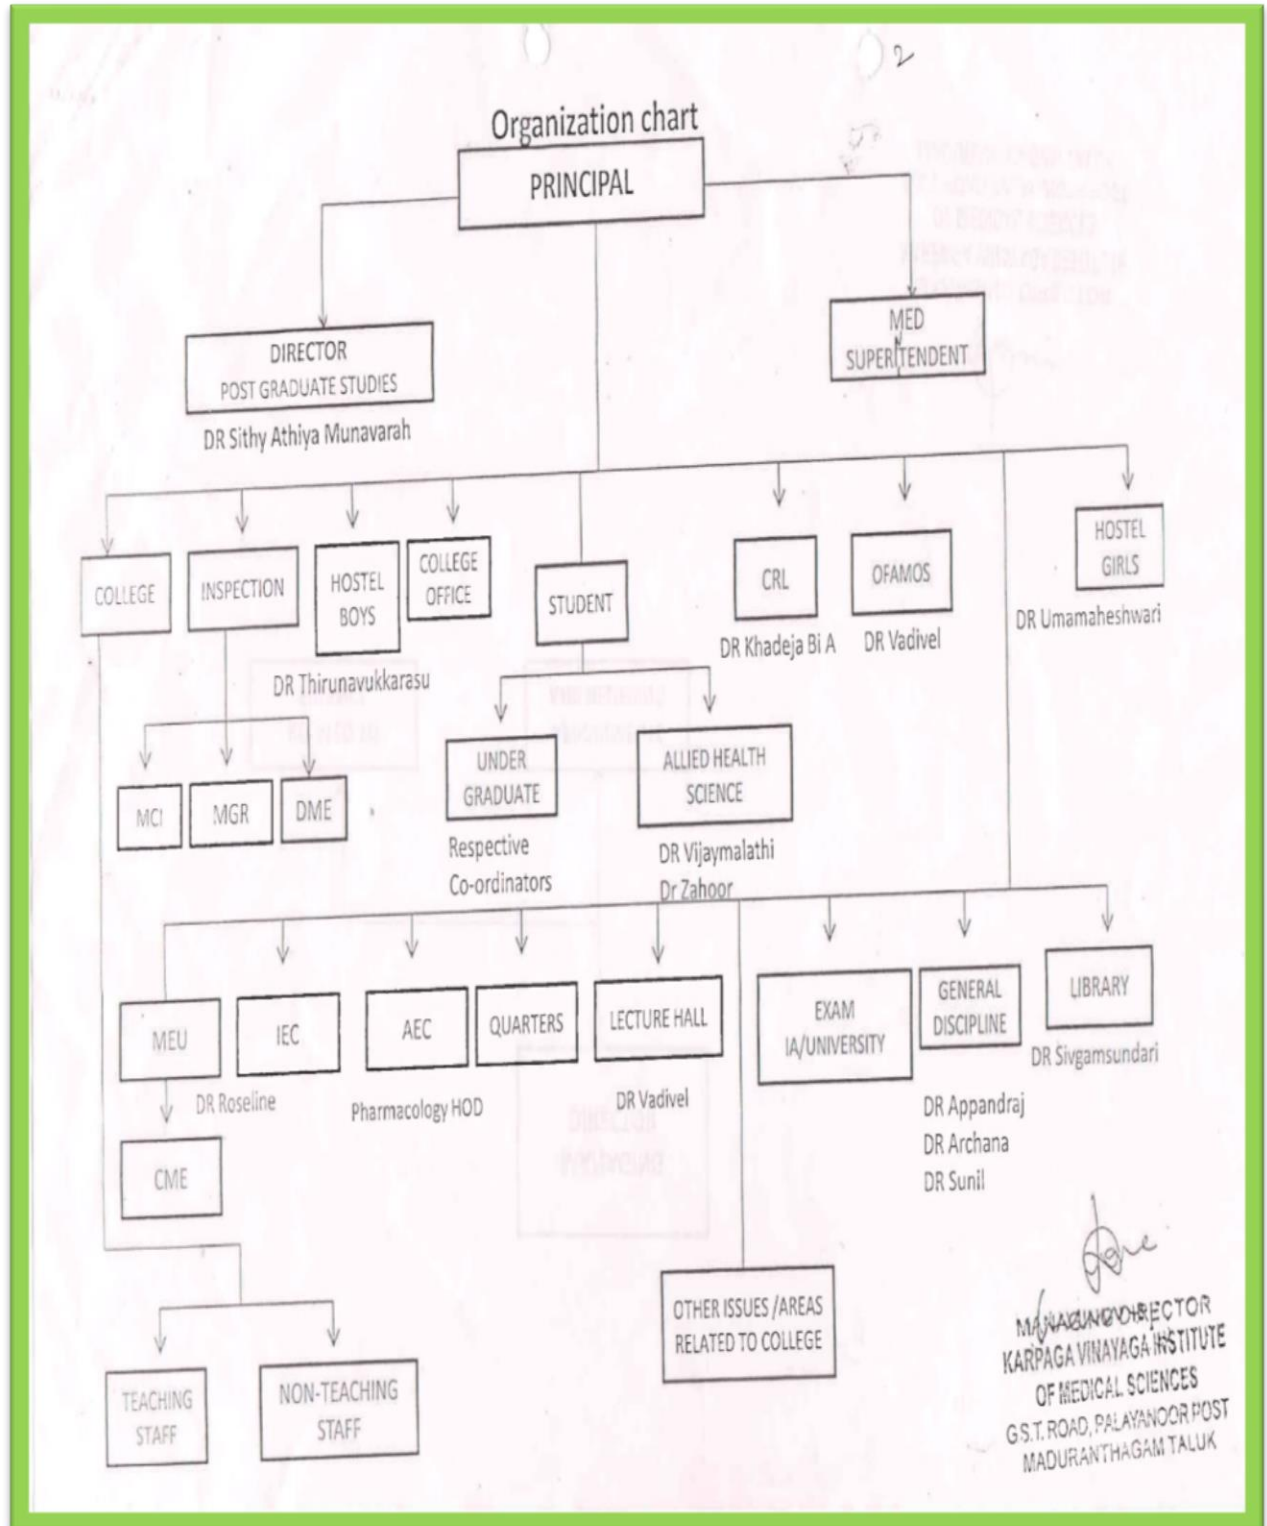 2
Organization chart
PRINCIPAL
DIRECTOR
POST GRADUATE STUDIES
DR Sithy Athiya Munavarah
MED
SUPERITENDENT
N
COLLEGE
INSPECTION
HOSTEL
BOYS
DR Thirunavukkarasu
COLLEGE
OFFICE
STUDENT
CRL
DR Khadeja Bi A
OFAMOS
DR Vadivel
HOSTEL
GIRLS
DR Umamaheshwari
MCI
MGR
DME
UNDER
GRADUATE
Respective
Co-ordinators
ALLIED HEALTH
SCIENCE
DR Vijaymalathi
Dr Zahoor
MEU
IEC
DR Roseline
AEC
Pharmacology HOD
QUARTERS
LECTURE HALL
DR Vadivel
EXAM
IA/UNIVERSITY
GENERAL
DISCIPLINE
DR Appandraj
DR Archana
DR Sunil
LIBRARY
DR Sivgamsundari
CME
OTHER ISSUES /AREAS
RELATED TO COLLEGE
TEACHING
STAFF
NON-TEACHING
STAFF
MANAGING DIRECTOR
KARPAGA VINAYAGA INSTITUTE
OF MEDICAL SCIENCES
G.S.T. ROAD, PALAYANOOR POST
MADURANTHAGAM TALUK